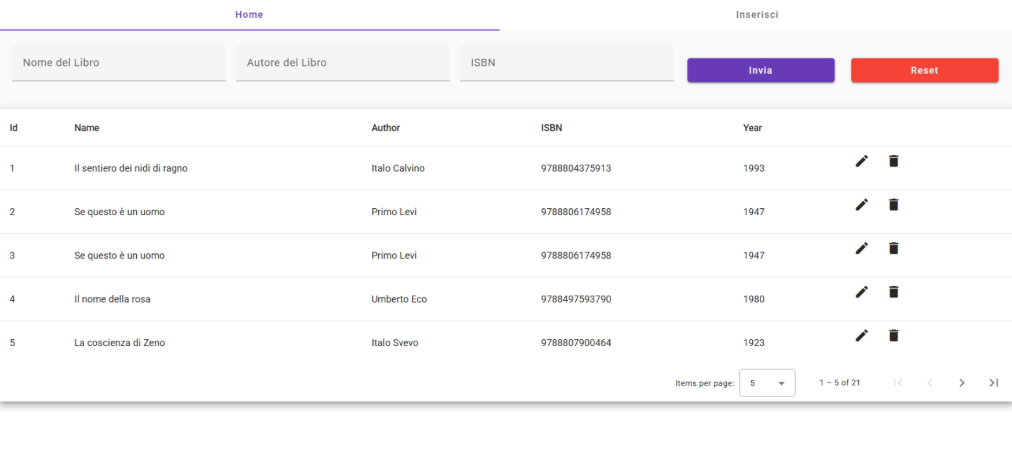 Home Inserisci
Nome del Libro Autore del Libro ISBN Invia Reset
Id Name Author ISBN Year
1 Il sentiero dei nidi di ragno Italo Calvino 9788804375913 1993
2 Se questo è un uomo Primo Levi 9788806174958 1947
3 Se questo è un uomo Primo Levi 9788806174958 1947
4 Il nome della rosa Umberto Eco 9788497593790 1980
5 La coscienza di Zeno Italo Svevo 9788807900464 1923
Items per page: 5 1 – 5 of 21